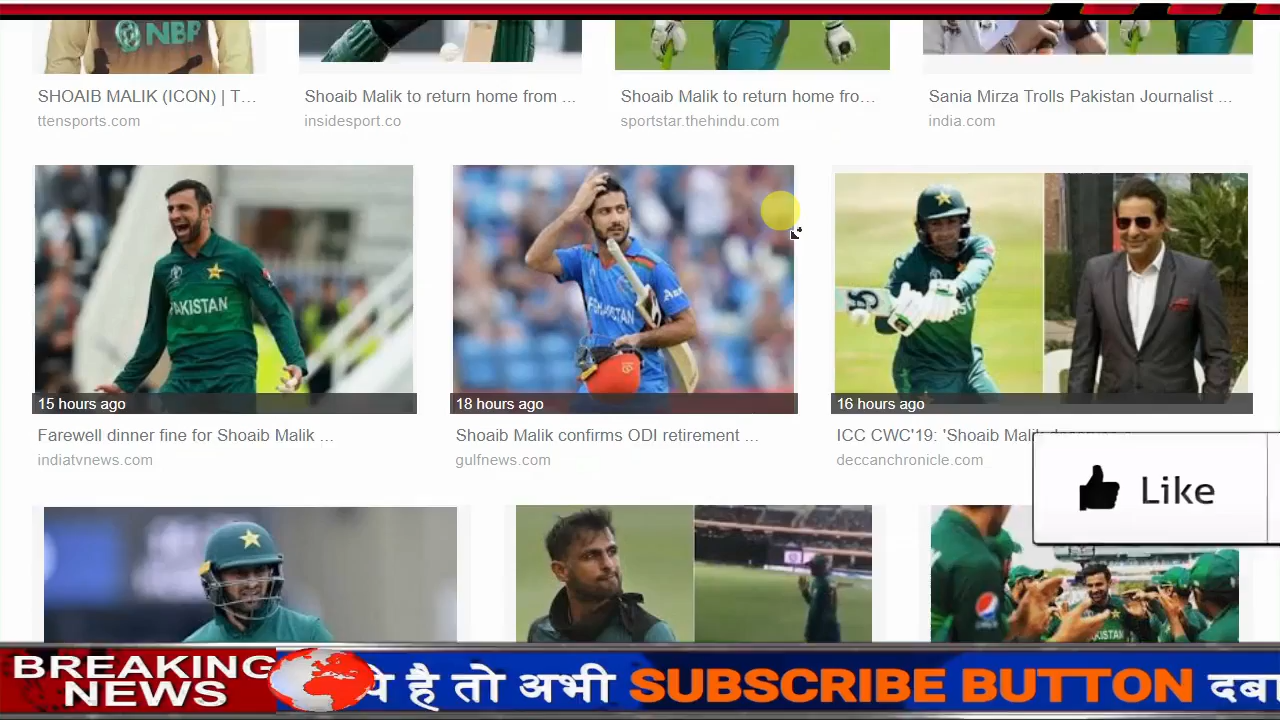 NBP
SHOAIB MALIK (ICON) | T...
ttensports.com
Shoaib Malik to return home from ...
insidesport.co
Shoaib Malik to return home fro...
sportstar.thehindu.com
Sania Mirza Trolls Pakistan Journalist ...
india.com
PAKISTAN
15 hours ago
Farewell dinner fine for Shoaib Malik ...
indiatvnews.com
18 hours ago
Shoaib Malik confirms ODI retirement ...
gulfnews.com
16 hours ago
ICC CWC'19: 'Shoaib Malik
deccanchronicle.com
Like
BREAKING
NEWS
है तो अभी SUBSCRIBE BUTTON दबा